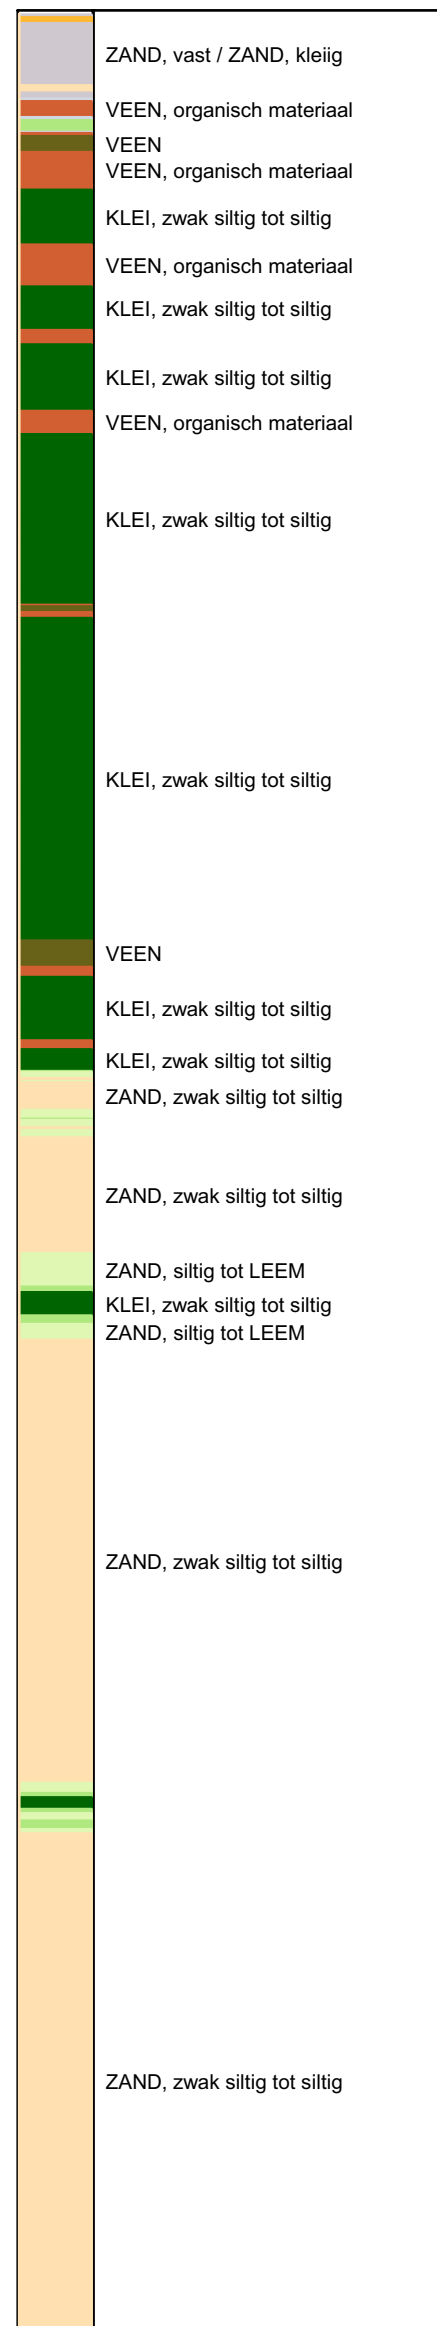 ZAND, vast / ZAND, kleiig
VEEN, organisch materiaal
VEEN
VEEN, organisch materiaal
KLEI, zwak siltig tot siltig
VEEN, organisch materiaal
KLEI, zwak siltig tot siltig
KLEI, zwak siltig tot siltig
VEEN, organisch materiaal
KLEI, zwak siltig tot siltig
KLEI, zwak siltig tot siltig
VEEN
KLEI, zwak siltig tot siltig
KLEI, zwak siltig tot siltig
ZAND, zwak siltig tot siltig
ZAND, zwak siltig tot siltig
ZAND, siltig tot LEEM
KLEI, zwak siltig tot siltig
ZAND, siltig tot LEEM
ZAND, zwak siltig tot siltig
ZAND, zwak siltig tot siltig